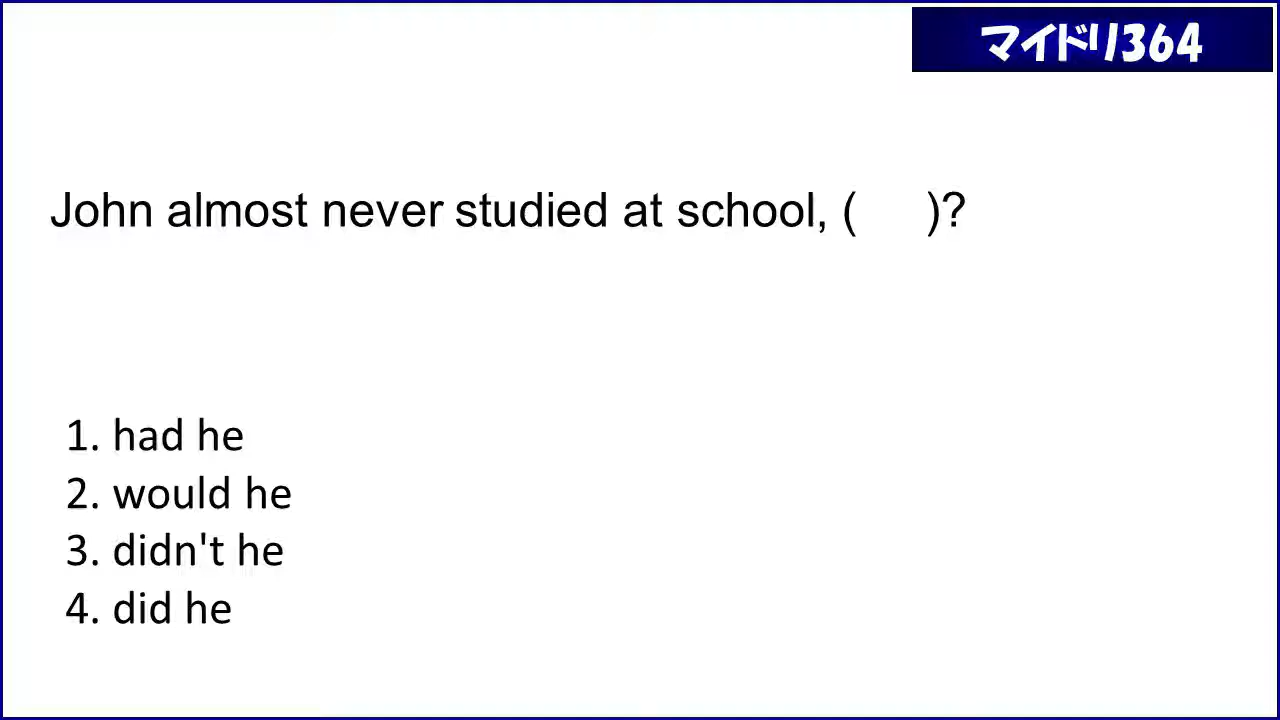 マイドリ364
John almost never studied at school, (     )?
1. had he
2. would he
3. didn't he
4. did he